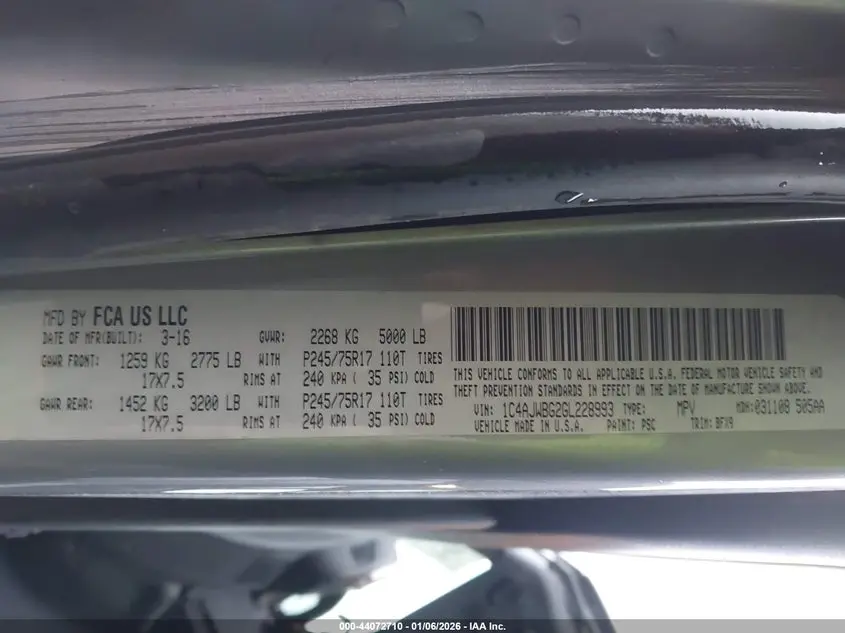 MFD BY FCA US LLC
DATE OF MFR(BUILT): 3-16 GVWR: 2268 KG 5000 LB
GAWR FRONT: 1259 KG 2775 LB WITH P245/75R17 110T TIRES
17X7.5 RIMS AT 240 KPA ( 35 PSI) COLD
GAWR REAR: 1452 KG 3200 LB WITH P245/75R17 110T TIRES
17X7.5 RIMS AT 240 KPA ( 35 PSI) COLD
THIS VEHICLE CONFORMS TO ALL APPLICABLE U.S.A. FEDERAL MOTOR VEHICLE SAFETY AND
THEFT PREVENTION STANDARDS IN EFFECT ON THE DATE OF MANUFACTURE SHOWN ABOVE.
VIN: 1C4AJWBG2GL228993 TYPE: MPV MDH:031108 505AA
VEHICLE MADE IN U.S.A. PAINT: PSC TRIM: BFX9
000-44072710 - 01/06/2026 - IAA Inc.